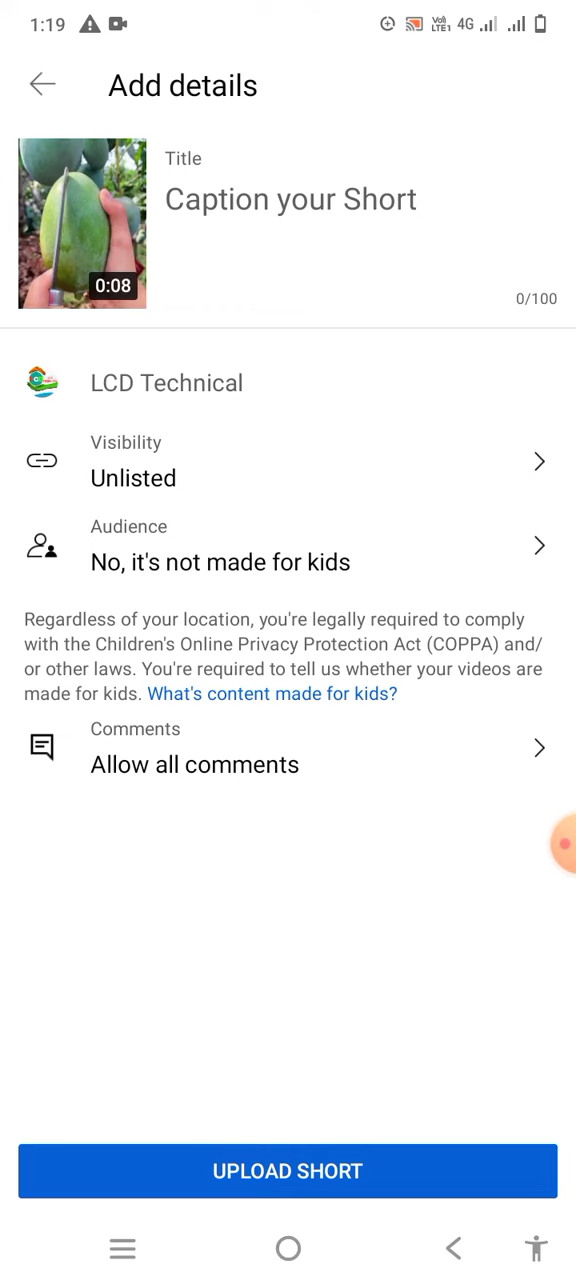 1:19
4G
Add details
0:08
Title
Caption your Short
0/100
LCD Technical
Visibility
Unlisted
Audience
No, it's not made for kids
Regardless of your location, you're legally required to comply
with the Children's Online Privacy Protection Act (COPPA) and/
or other laws. You're required to tell us whether your videos are
made for kids. What's content made for kids?
Comments
Allow all comments
UPLOAD SHORT